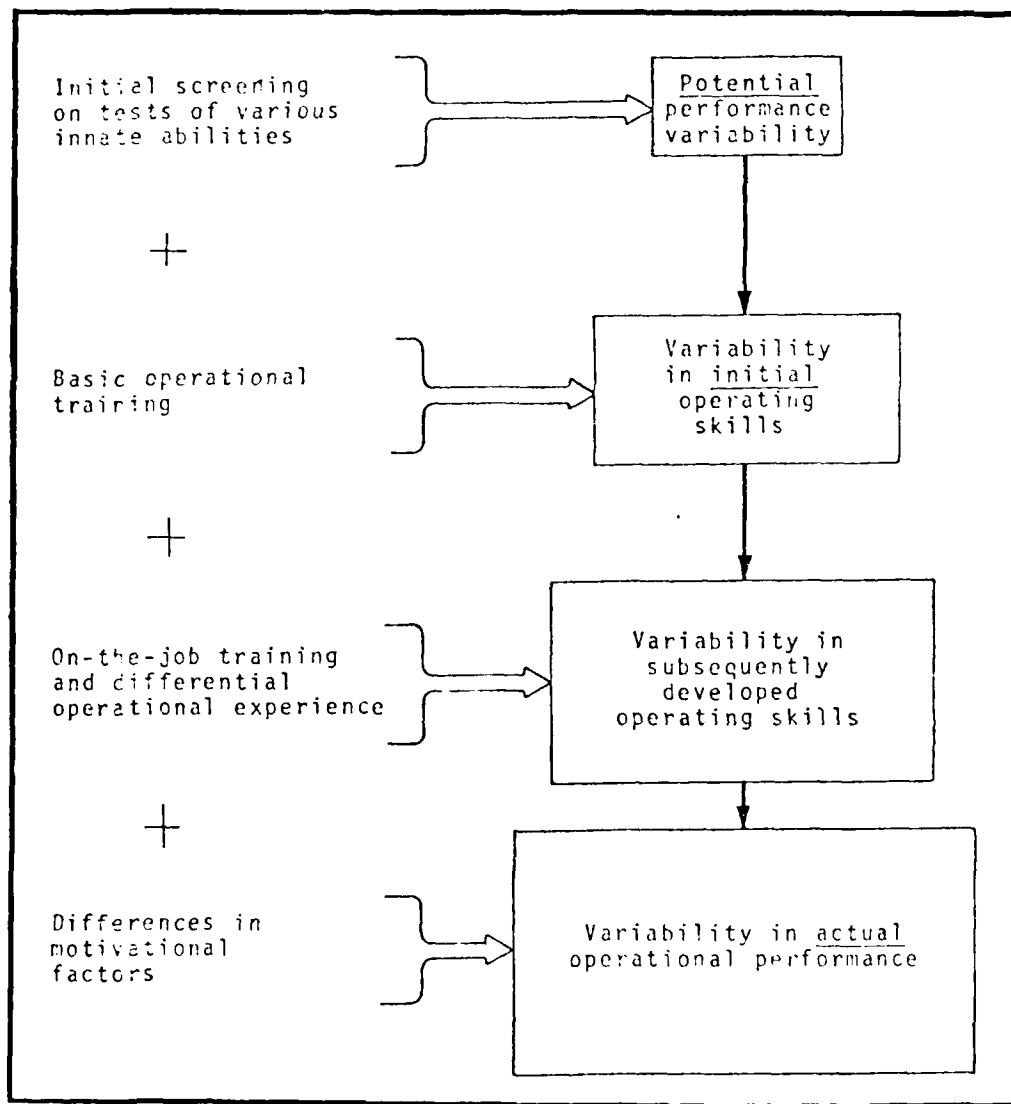 Initial screening
on tests of various
innate abilities
Potential
performance
variability
+
Basic operational
trairing
Variability
in initial
operating
skills
+
On-the-job training
and differential
operational experience
Variability in
subsequently
developed
operating skills
+
Differences in
motivational
factors
Variability in actual
operational performance